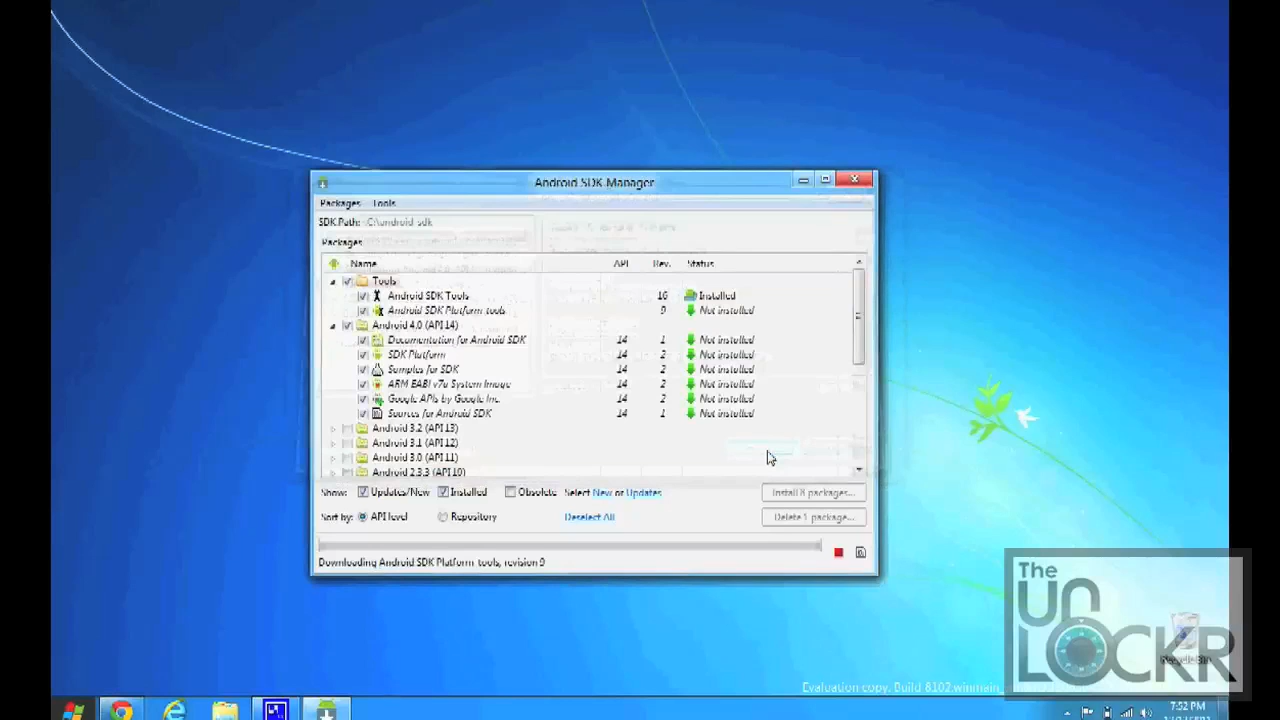 Android SDK Manager
Packages Tools
SDK Path: C:\android sdk
Packages
Name API Rev. Status
Tools
Android SDK Tools 16 Installed
Android SDK Platform tools 9 Not installed
Android 4.0 (API 14)
Documentation for Android SDK 14 1 Not installed
SDK Platform 14 2 Not installed
Samples for SDK 14 2 Not installed
ARM EABI v7a System Image 14 2 Not installed
Google APIs by Google Inc. 14 2 Not installed
Sources for Android SDK 14 1 Not installed
Android 3.2 (API 13)
Android 3.1 (API 12)
Android 3.0 (API 11)
Android 2.3.3 (API 10)
Show: Updates/New Installed Obsolete Select New or Updates Install 8 packages...
Sort by: API level Repository Deselect All Delete 1 package...
Downloading Android SDK Platform tools, revision 9
The
UnLOCKR
Recycle Bin
Evaluation copy. Build 8102.winmain
7:52 PM